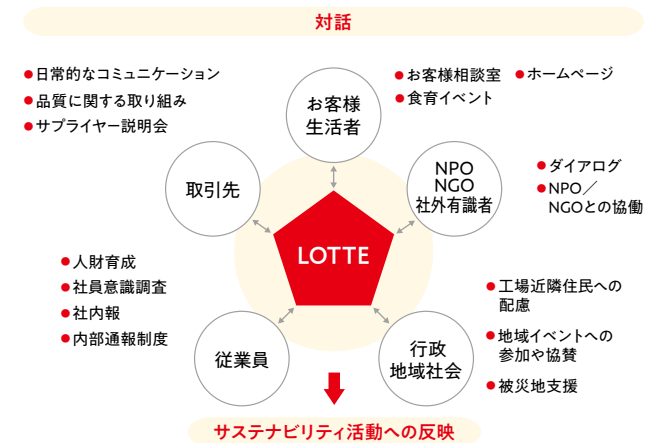 対話
●日常的なコミュニケーション
●品質に関する取り組み
●サプライヤー説明会
お客様
生活者
●お客様相談室 ●ホームページ
●食育イベント
取引先
NPO
NGO
社外有識者
●ダイアログ
●NPO／
NGOとの協働
LOTTE
●人財育成
●社員意識調査
●社内報
●内部通報制度
従業員
行政
地域社会
●工場近隣住民への
配慮
●地域イベントへの
参加や協賛
●被災地支援
サステナビリティ活動への反映